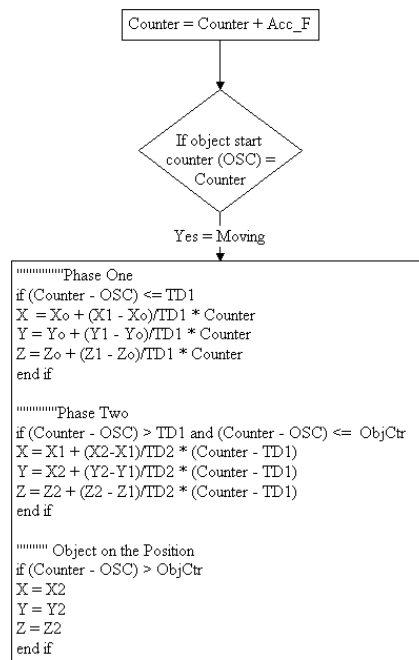 Counter = Counter + Acc_F
If object start
counter (OSC) =
Counter
Yes = Moving
""""""""Phase One
if (Counter - OSC) <= TD1
X = Xo + (X1 - Xo)/TD1 * Counter
Y = Yo + (Y1 - Yo)/TD1 * Counter
Z = Zo + (Z1 - Zo)/TD1 * Counter
end if
"""""""Phase Two
if (Counter - OSC) > TD1 and (Counter - OSC) <= ObjCtr
X = X1 + (X2-X1)/TD2 * (Counter - TD1)
Y = X2 + (Y2-Y1)/TD2 * (Counter - TD1)
Z = Z2 + (Z2 - Z1)/TD2 * (Counter - TD1)
end if
""""" Object on the Position
if (Counter - OSC) > ObjCtr
X = X2
Y = Y2
Z = Z2
end if